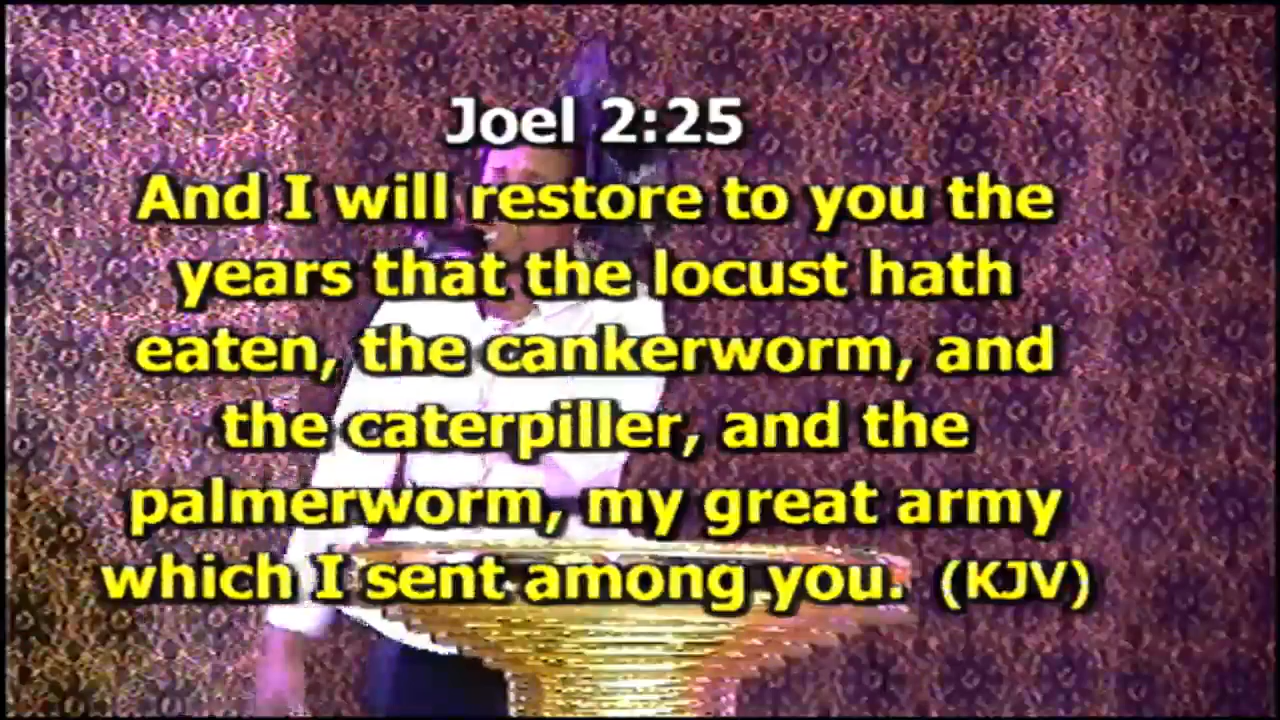 Joel 2:25
And I will restore to you the
years that the locust hath
eaten, the cankerworm, and
the caterpiller, and the
palmerworm, my great army
which I sent among you. (KJV)